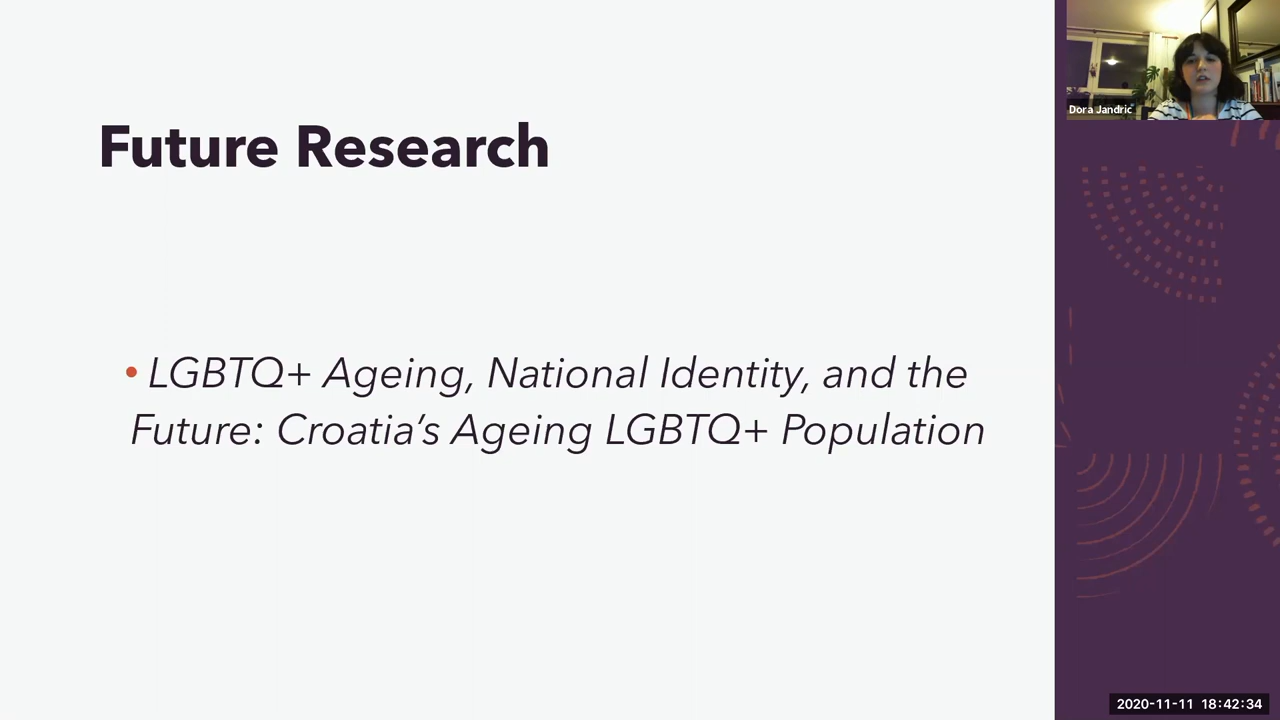 Future Research
• LGBTQ+ Ageing, National Identity, and the
Future: Croatia’s Ageing LGBTQ+ Population
Dora Jandric
2020-11-11 18:42:34